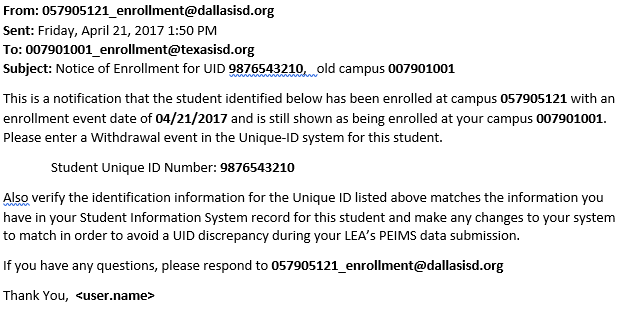 From: 057905121_enrollment@dallasisd.org
Sent: Friday, April 21, 2017 1:50 PM
To: 007901001_enrollment@texasisd.org
Subject: Notice of Enrollment for UID 9876543210, old campus 007901001
This is a notification that the student identified below has been enrolled at campus 057905121 with an
enrollment event date of 04/21/2017 and is still shown as being enrolled at your campus 007901001.
Please enter a Withdrawal event in the Unique-ID system for this student.
Student Unique ID Number: 9876543210
Also verify the identification information for the Unique ID listed above matches the information you
have in your Student Information System record for this student and make any changes to your system
to match in order to avoid a UID discrepancy during your LEA's PEIMS data submission.
If you have any questions, please respond to 057905121_enrollment@dallasisd.org
Thank You, <user.name>